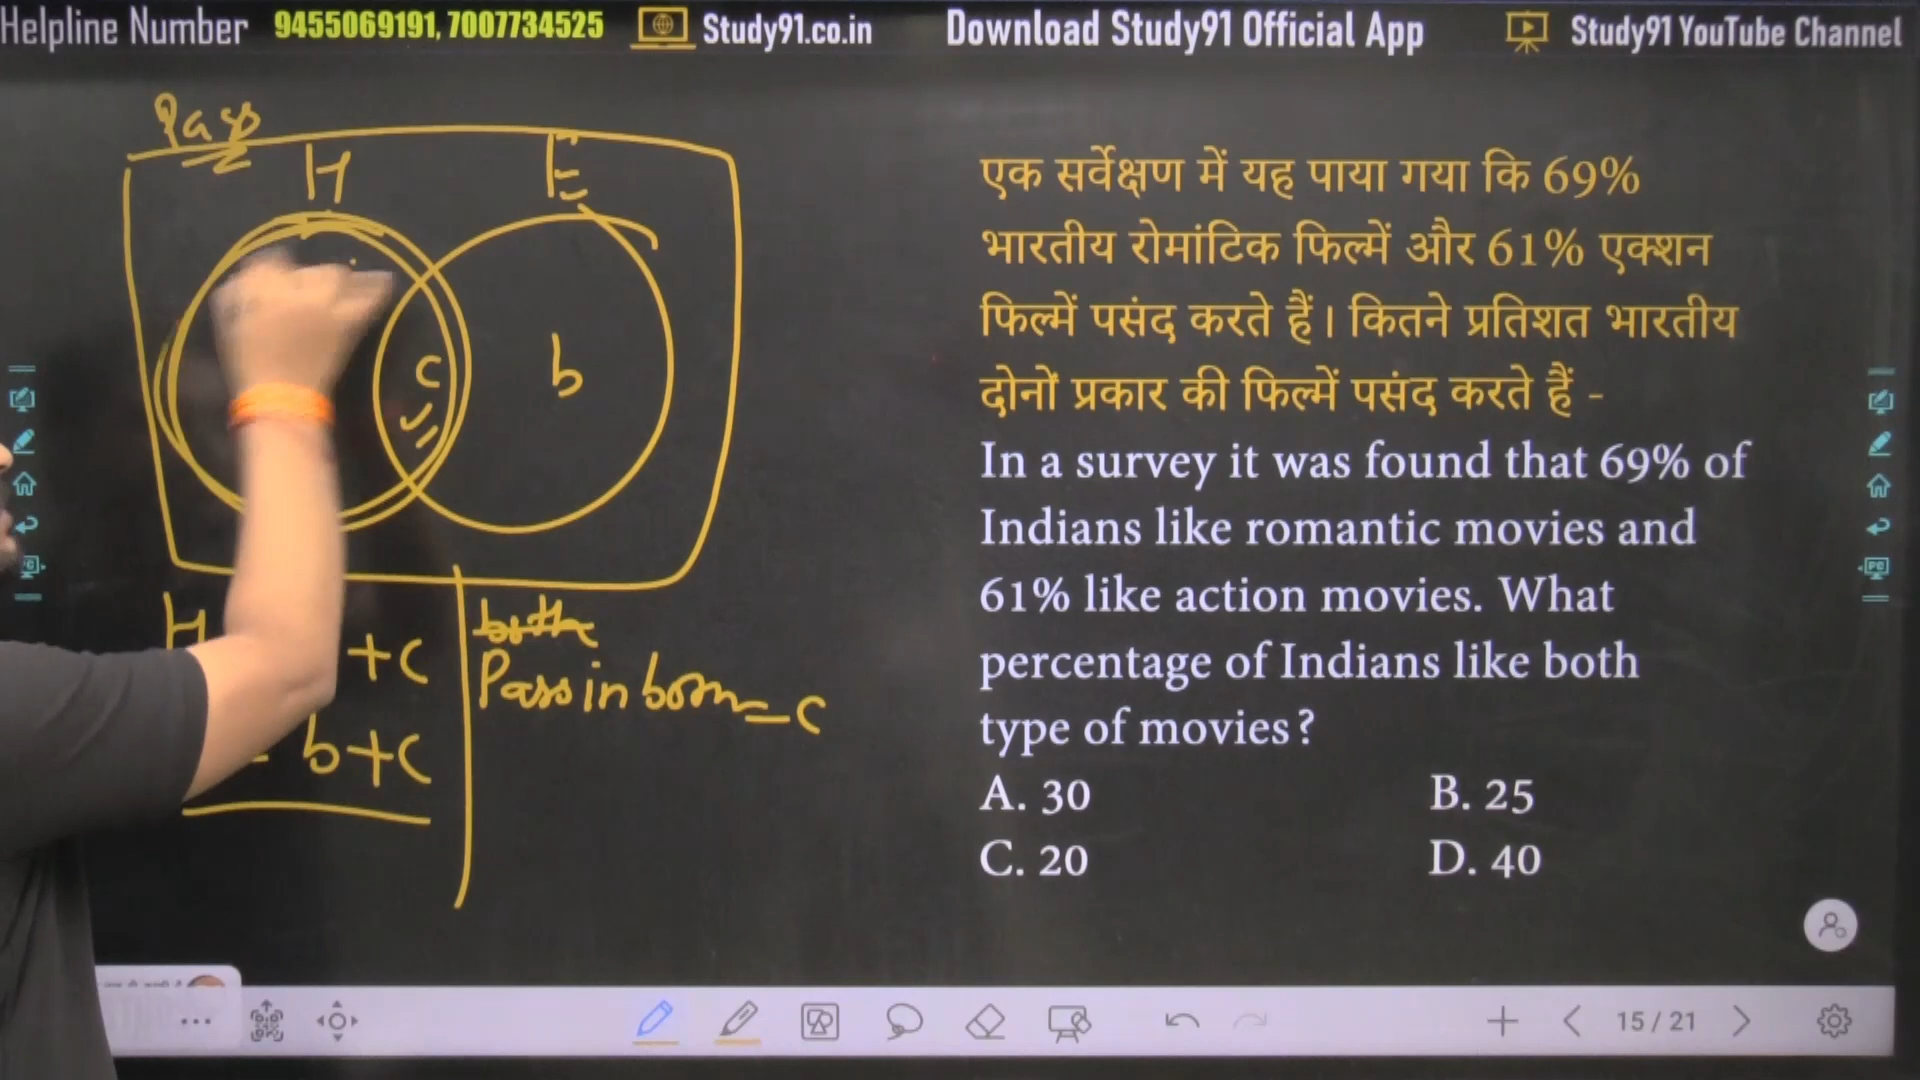 Helpline Number 9455069191, 7007734525 Study91.co.in Download Study91 Official App Study91 YouTube Channel
Pass
H E
c b
H +c
b+c
both
Pass in both = c
एक सर्वेक्षण में यह पाया गया कि 69%
भारतीय रोमांटिक फिल्में और 61% एक्शन
फिल्में पसंद करते हैं। कितने प्रतिशत भारतीय
दोनों प्रकार की फिल्में पसंद करते हैं -
In a survey it was found that 69% of
Indians like romantic movies and
61% like action movies. What
percentage of Indians like both
type of movies?
A. 30 B. 25
C. 20 D. 40
15 / 21